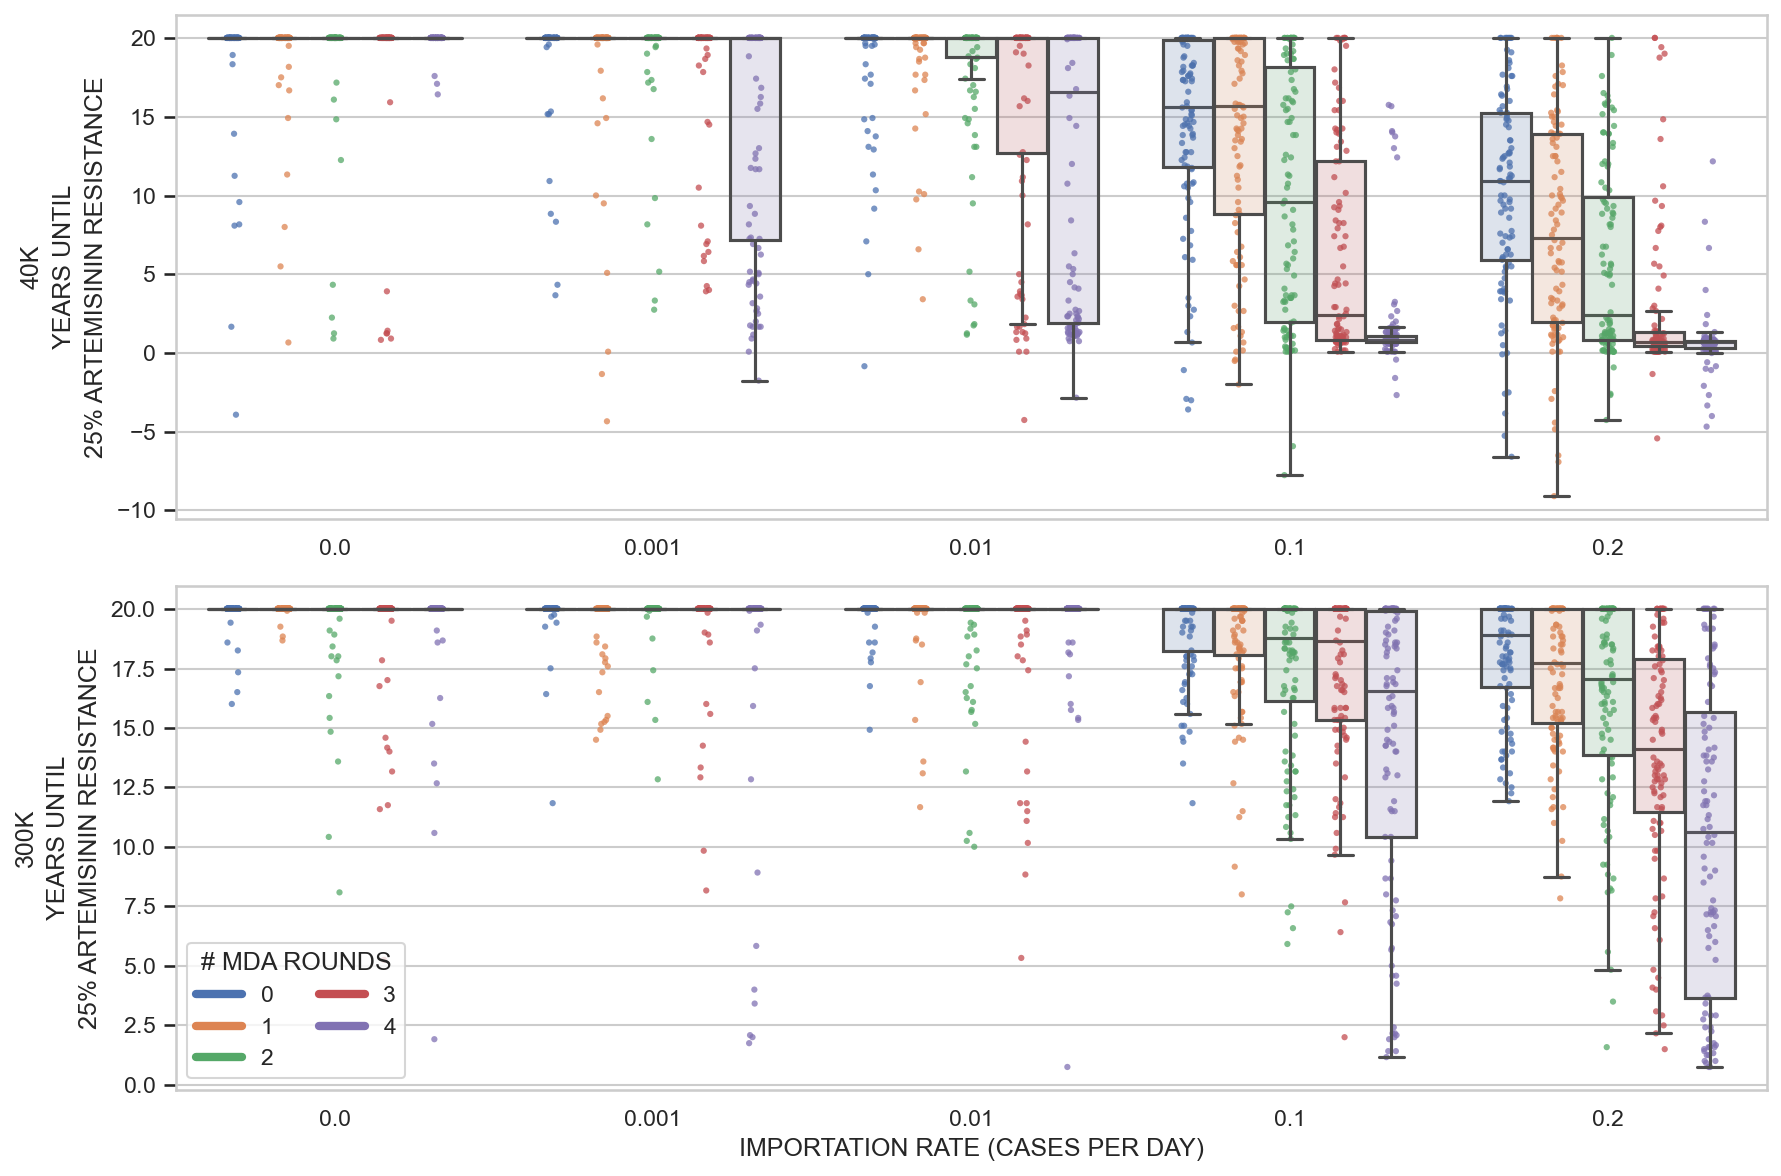 40K
YEARS UNTIL
25% ARTEMISININ RESISTANCE
20
15
10
5
0
−5
−10
0.0 0.001 0.01 0.1 0.2
300K
YEARS UNTIL
25% ARTEMISININ RESISTANCE
20.0
17.5
15.0
12.5
10.0
7.5
5.0
2.5
0.0
# MDA ROUNDS
0 3
1 4
2
0.0 0.001 0.01 0.1 0.2
IMPORTATION RATE (CASES PER DAY)